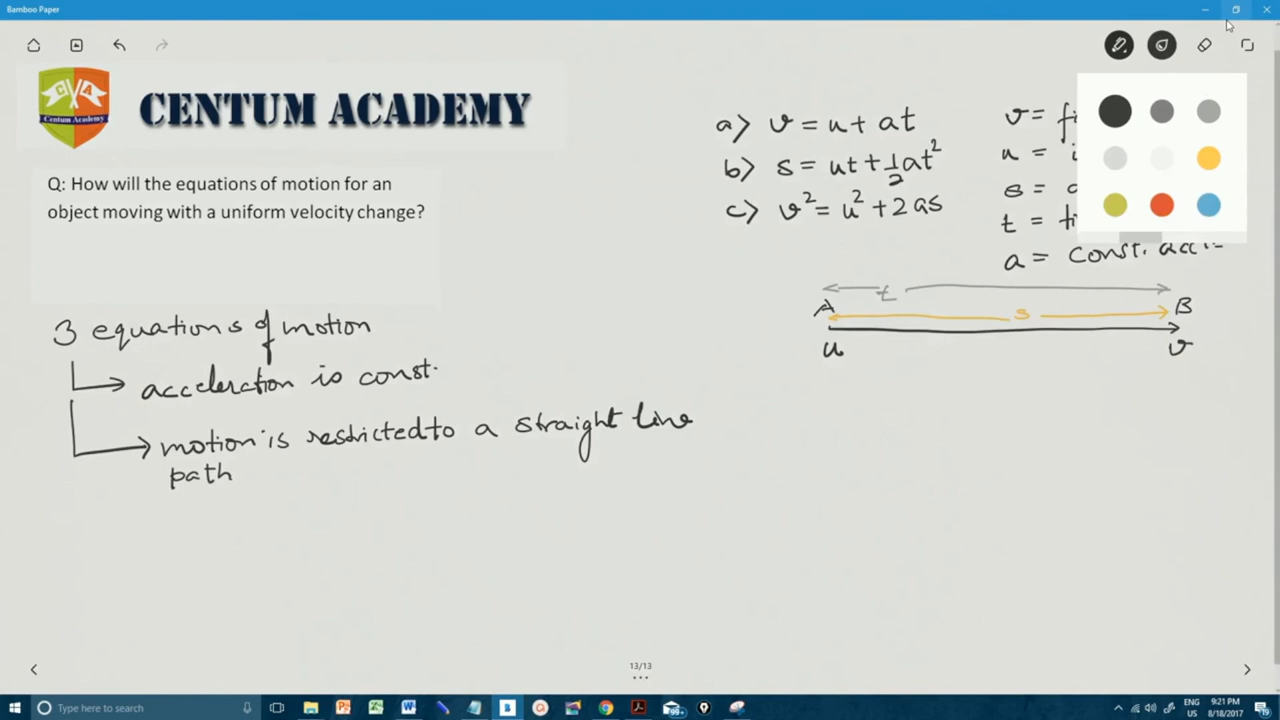 Bamboo Paper
CENTUM ACADEMY
Centum Academy
Q: How will the equations of motion for an
object moving with a uniform velocity change?
a) v = u + at
b) s = ut + 1/2 at²
c) v² = u² + 2as
v =
u =
s =
t =
a = const.
t
A s B
u v
3 equations of motion
acceleration is const.
motion is restricted to a straight line
path
13/13
Type here to search
99+
ENG
US
9:21 PM
8/18/2017
19